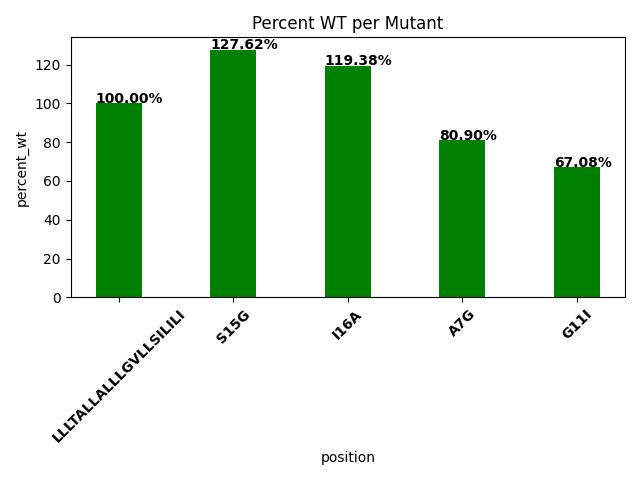 Percent WT per Mutant
percent_wt
120
100
80
60
40
20
0
100.00%
127.62%
119.38%
80.90%
67.08%
LLLTALLALLLGVLLSILILI
S15G
I16A
A7G
G11I
position